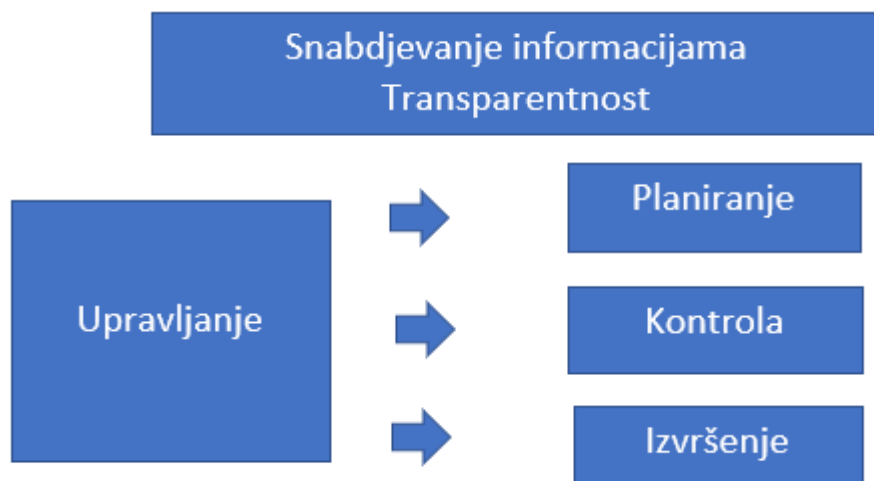 Snabdjevanje informacijama
Transparentnost
Planiranje
Upravljanje
Kontrola
Izvršenje